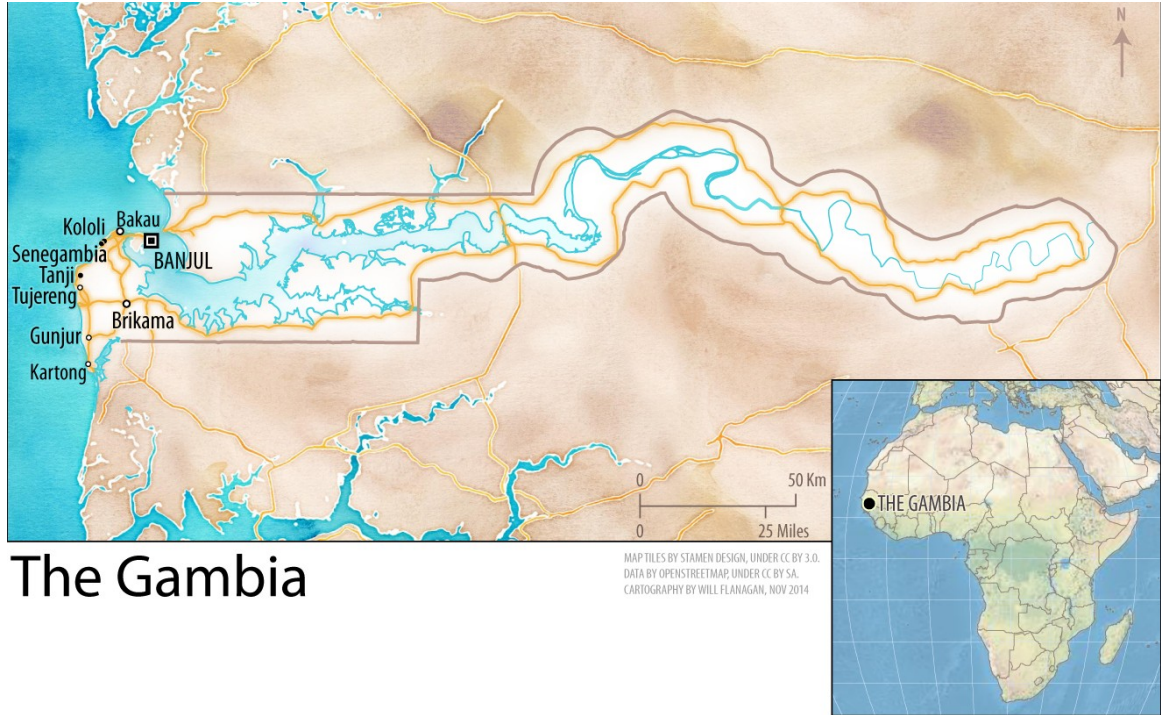 N
Kololi
Bakau
Senegambia
BANJUL
Tanji
Tujereng
Brikama
Gunjur
Kartong
0 50 Km
0 25 Miles
THE GAMBIA
The Gambia
MAP TILES BY STAMEN DESIGN, UNDER CC BY 3.0.
DATA BY OPENSTREETMAP, UNDER CC BY SA.
CARTOGRAPHY BY WILL FLANAGAN, NOV 2014